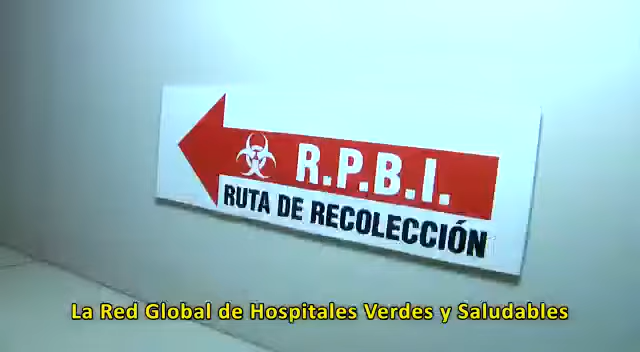 R.P.B.I.
RUTA DE RECOLECCIÓN
La Red Global de Hospitales Verdes y Saludables